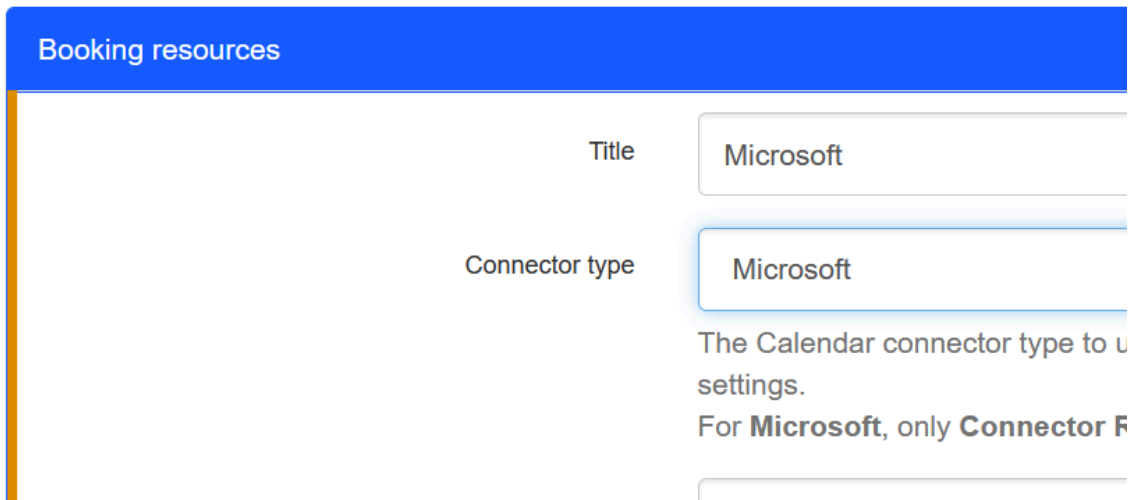 Booking resources
Title
Microsoft
Connector type
Microsoft
The Calendar connector type to
settings.
For Microsoft, only Connector